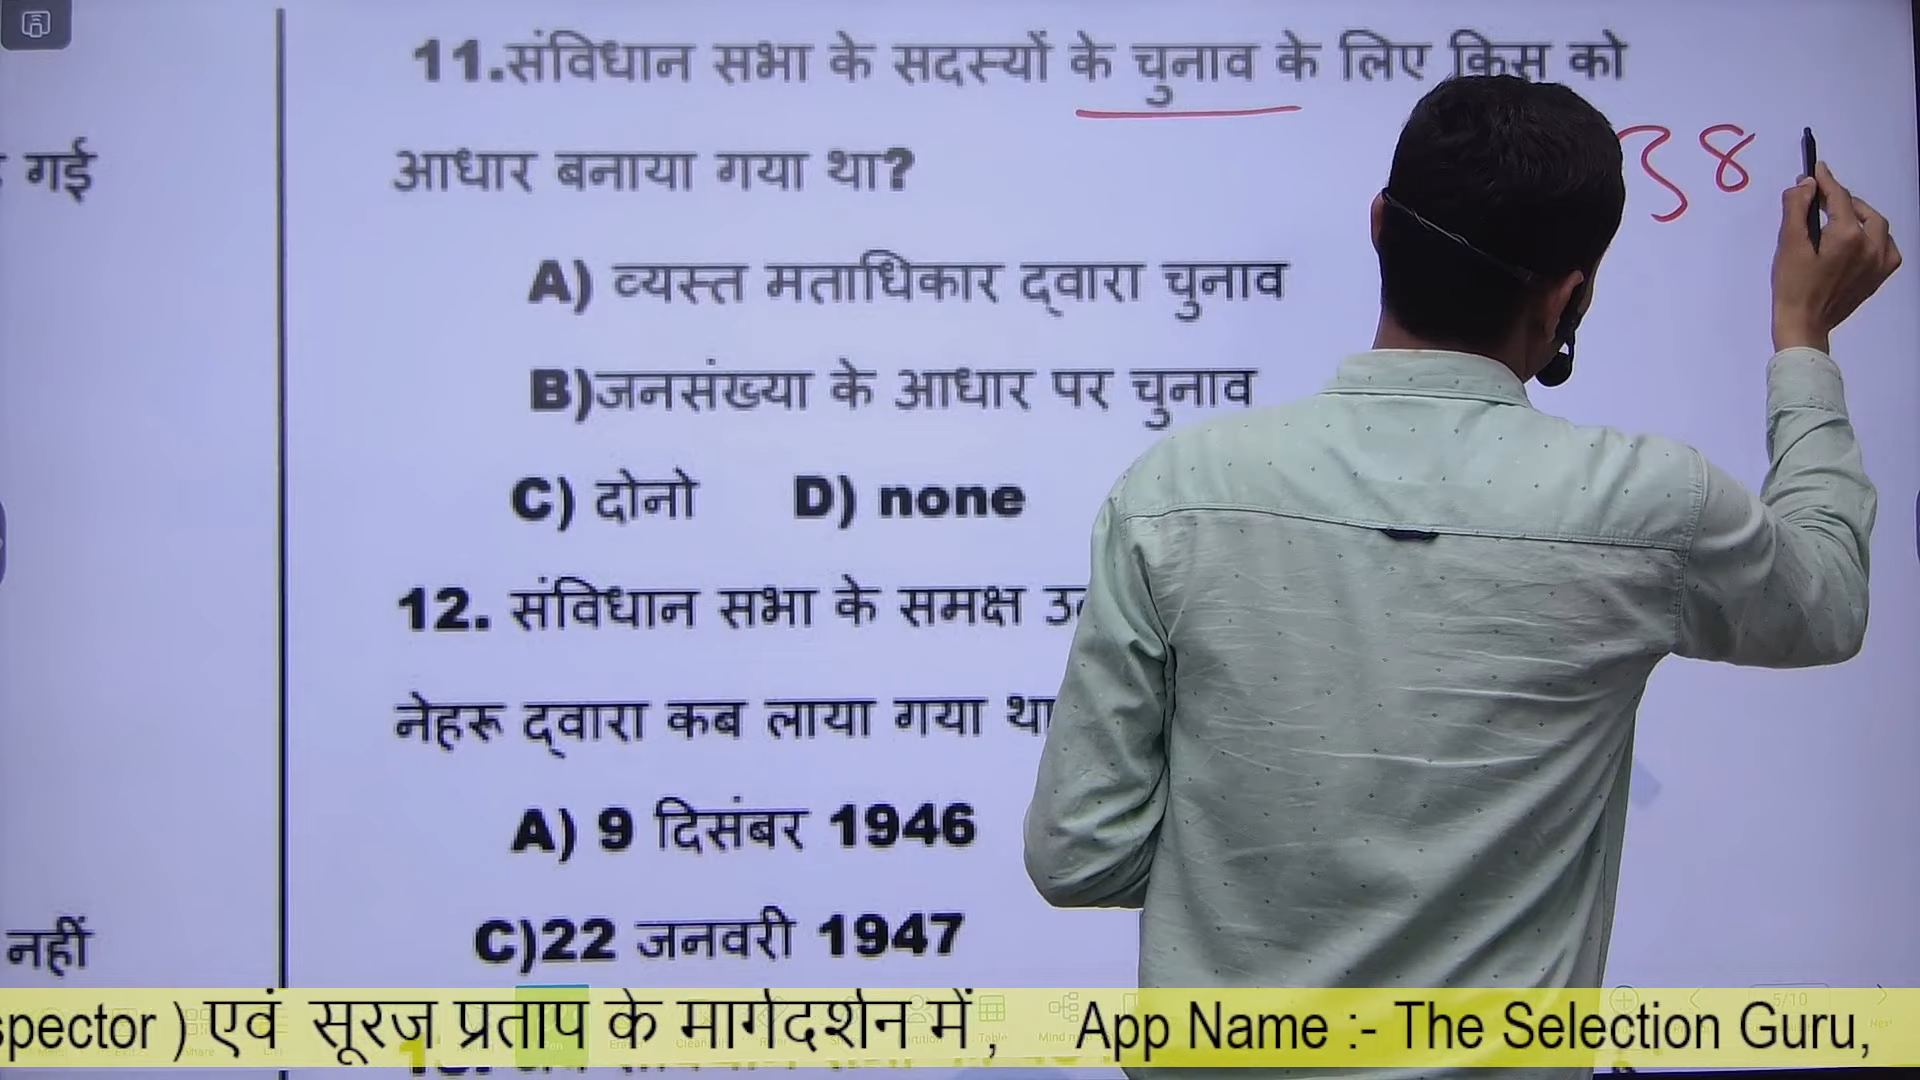 11.संविधान सभा के सदस्यों के चुनाव के लिए किस को
38
गई
आधार बनाया गया था?
A) व्यस्त मताधिकार द्वारा चुनाव
B)जनसंख्या के आधार पर चुनाव
C) दोनो D) none
12. संविधान सभा के समक्ष
नेहरू द्वारा कब लाया गया था
A) 9 दिसंबर 1946
नहीं
C)22 जनवरी 1947
spector ) एवं सूरज प्रताप के मार्गदर्शन में , App Name :- The Selection Guru,